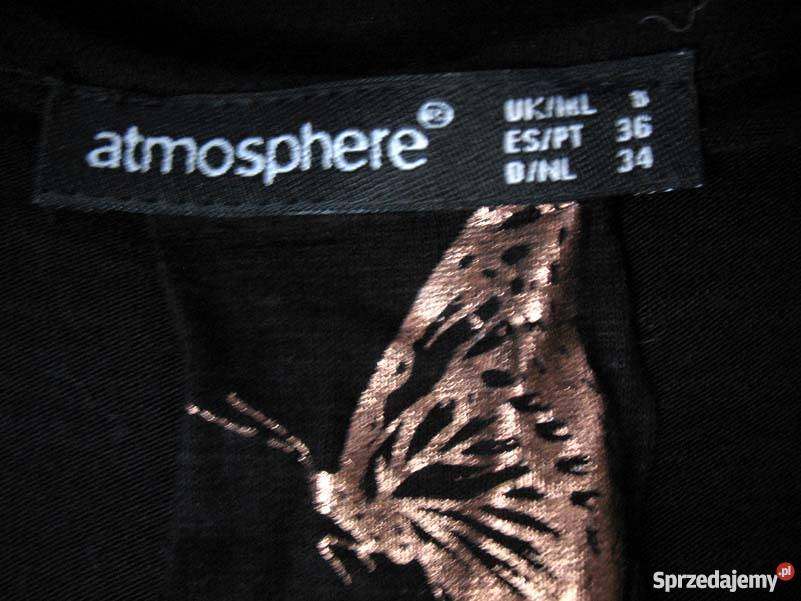 atmosphere®
UK/IRL 8
ES/PT 36
D/NL 34
Sprzedajemy.pl